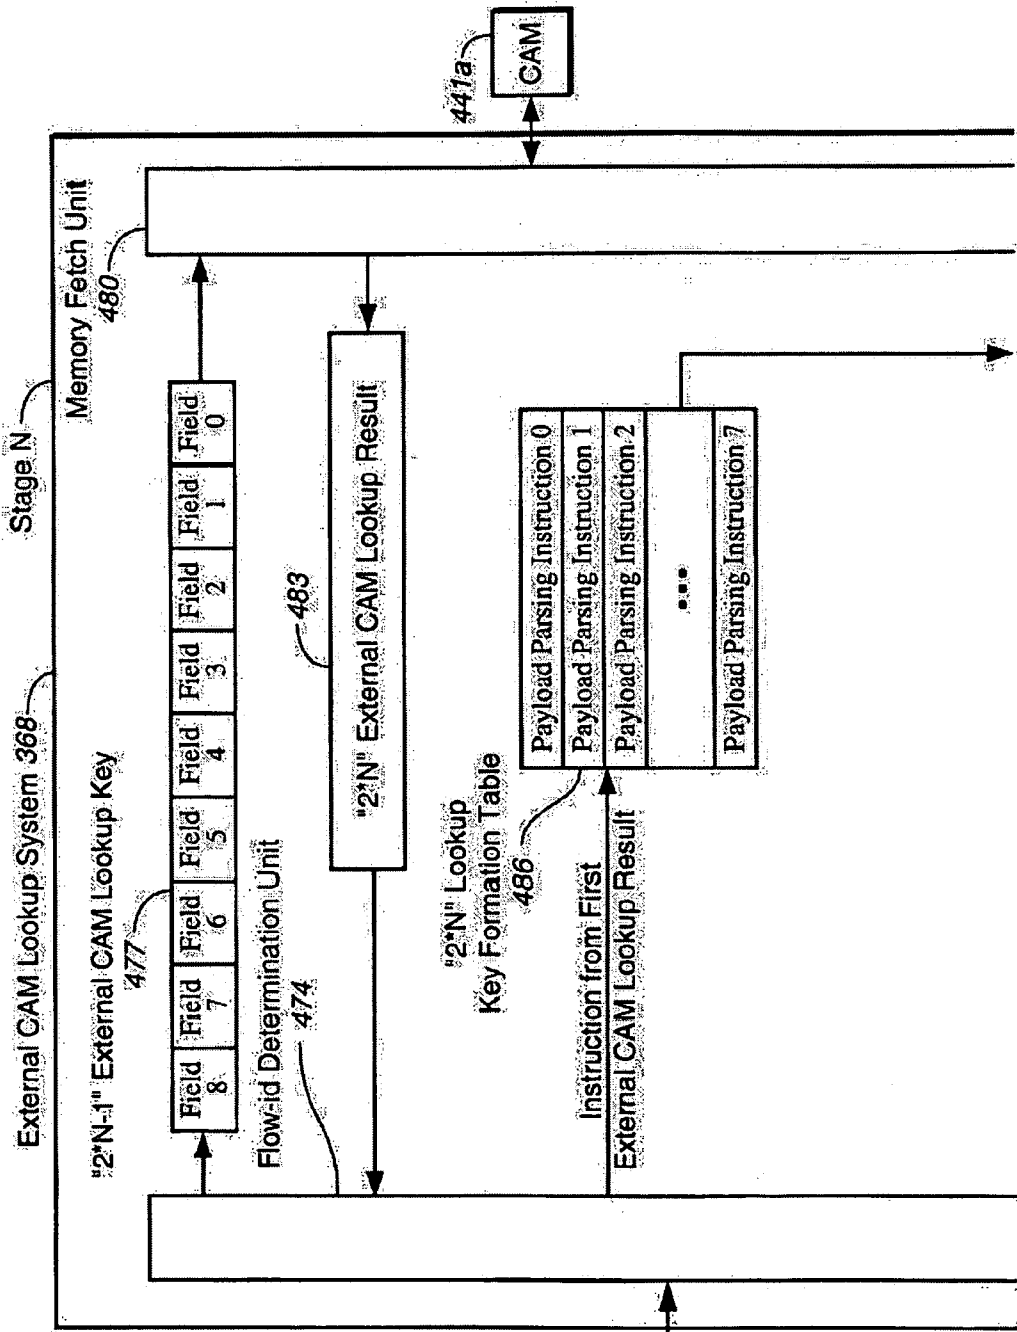 External CAM Lookup System 368
Stage N
"2*N-1" External CAM Lookup Key
477
Memory Fetch Unit
480
Field 8
Field 7
Field 6
Field 5
Field 4
Field 3
Field 2
Field 1
Field 0
Flow-id Determination Unit
474
483
"2*N" External CAM Lookup Result
441a
CAM
"2*N" Lookup
Key Formation Table
486
Payload Parsing Instruction 0
Payload Parsing Instruction 1
Payload Parsing Instruction 2
...
Payload Parsing Instruction 7
Instruction from First
External CAM Lookup Result